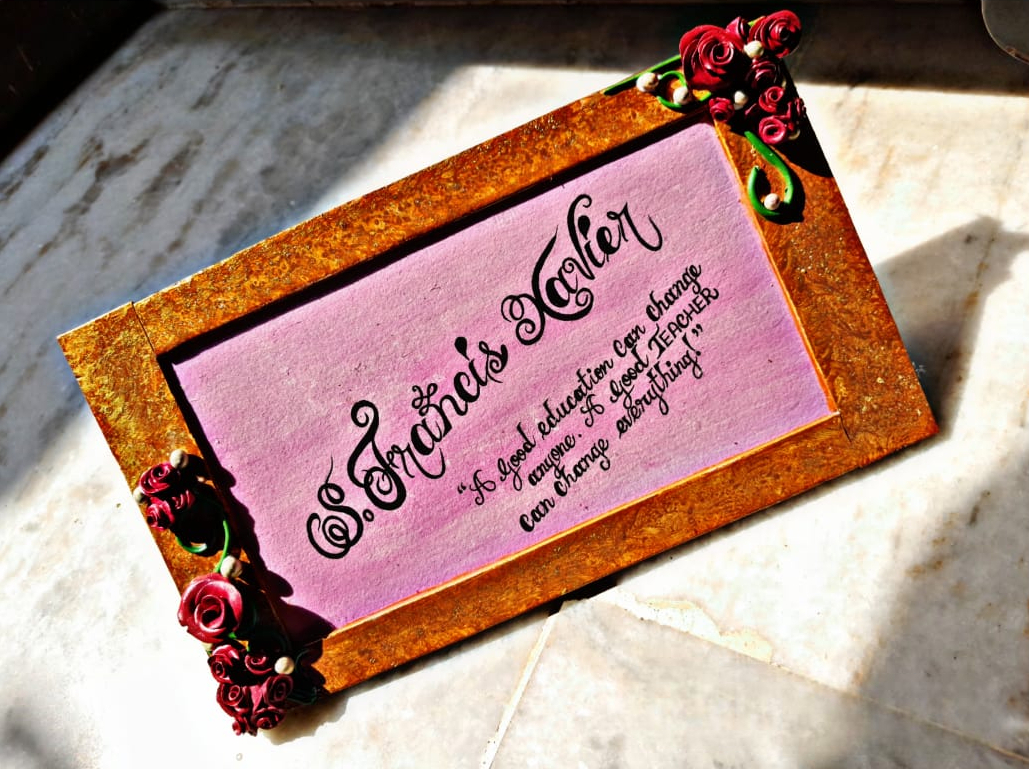 S. Francis Xavier
"A Good education can change
anyone. A Good TEACHER
can change everything!"